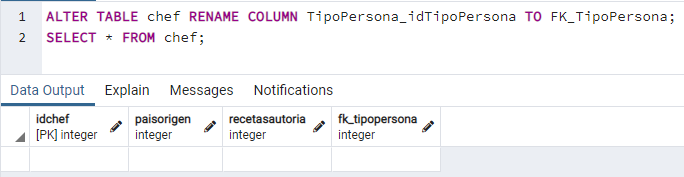 1 ALTER TABLE chef RENAME COLUMN TipoPersona_idTipoPersona TO FK_TipoPersona;
2 SELECT * FROM chef;
Data Output Explain Messages Notifications
idchef paisorigen recetasautoria fk_tipopersona
[PK] integer integer integer integer